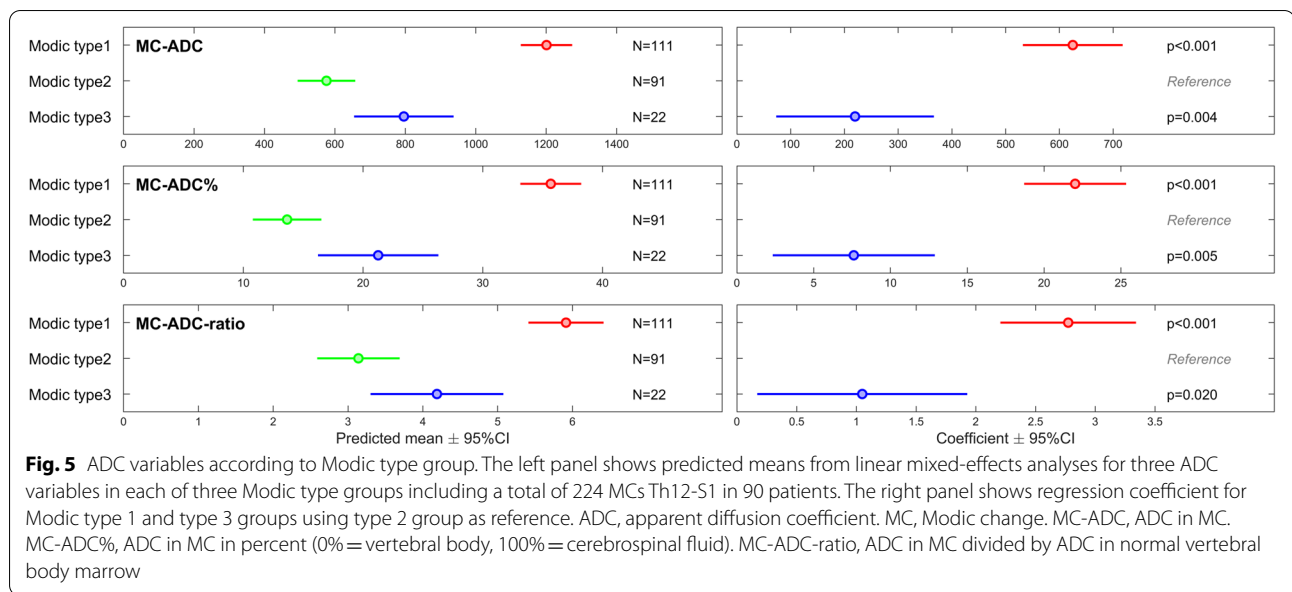 MC-ADC
Modic type1 N=111 p<0.001
Modic type2 N=91 Reference
Modic type3 N=22 p=0.004
0 200 400 600 800 1000 1200 1400 0 100 200 300 400 500 600 700
MC-ADC%
Modic type1 N=111 p<0.001
Modic type2 N=91 Reference
Modic type3 N=22 p=0.005
0 10 20 30 40 0 5 10 15 20 25
MC-ADC-ratio
Modic type1 N=111 p<0.001
Modic type2 N=91 Reference
Modic type3 N=22 p=0.020
0 1 2 3 4 5 6 0 0.5 1 1.5 2 2.5 3 3.5
Predicted mean ± 95%CI Coefficient ± 95%CI
Fig. 5 ADC variables according to Modic type group. The left panel shows predicted means from linear mixed-effects analyses for three ADC
variables in each of three Modic type groups including a total of 224 MCs Th12-S1 in 90 patients. The right panel shows regression coefficient for
Modic type 1 and type 3 groups using type 2 group as reference. ADC, apparent diffusion coefficient. MC, Modic change. MC-ADC, ADC in MC.
MC-ADC%, ADC in MC in percent (0% = vertebral body, 100% = cerebrospinal fluid). MC-ADC-ratio, ADC in MC divided by ADC in normal vertebral
body marrow